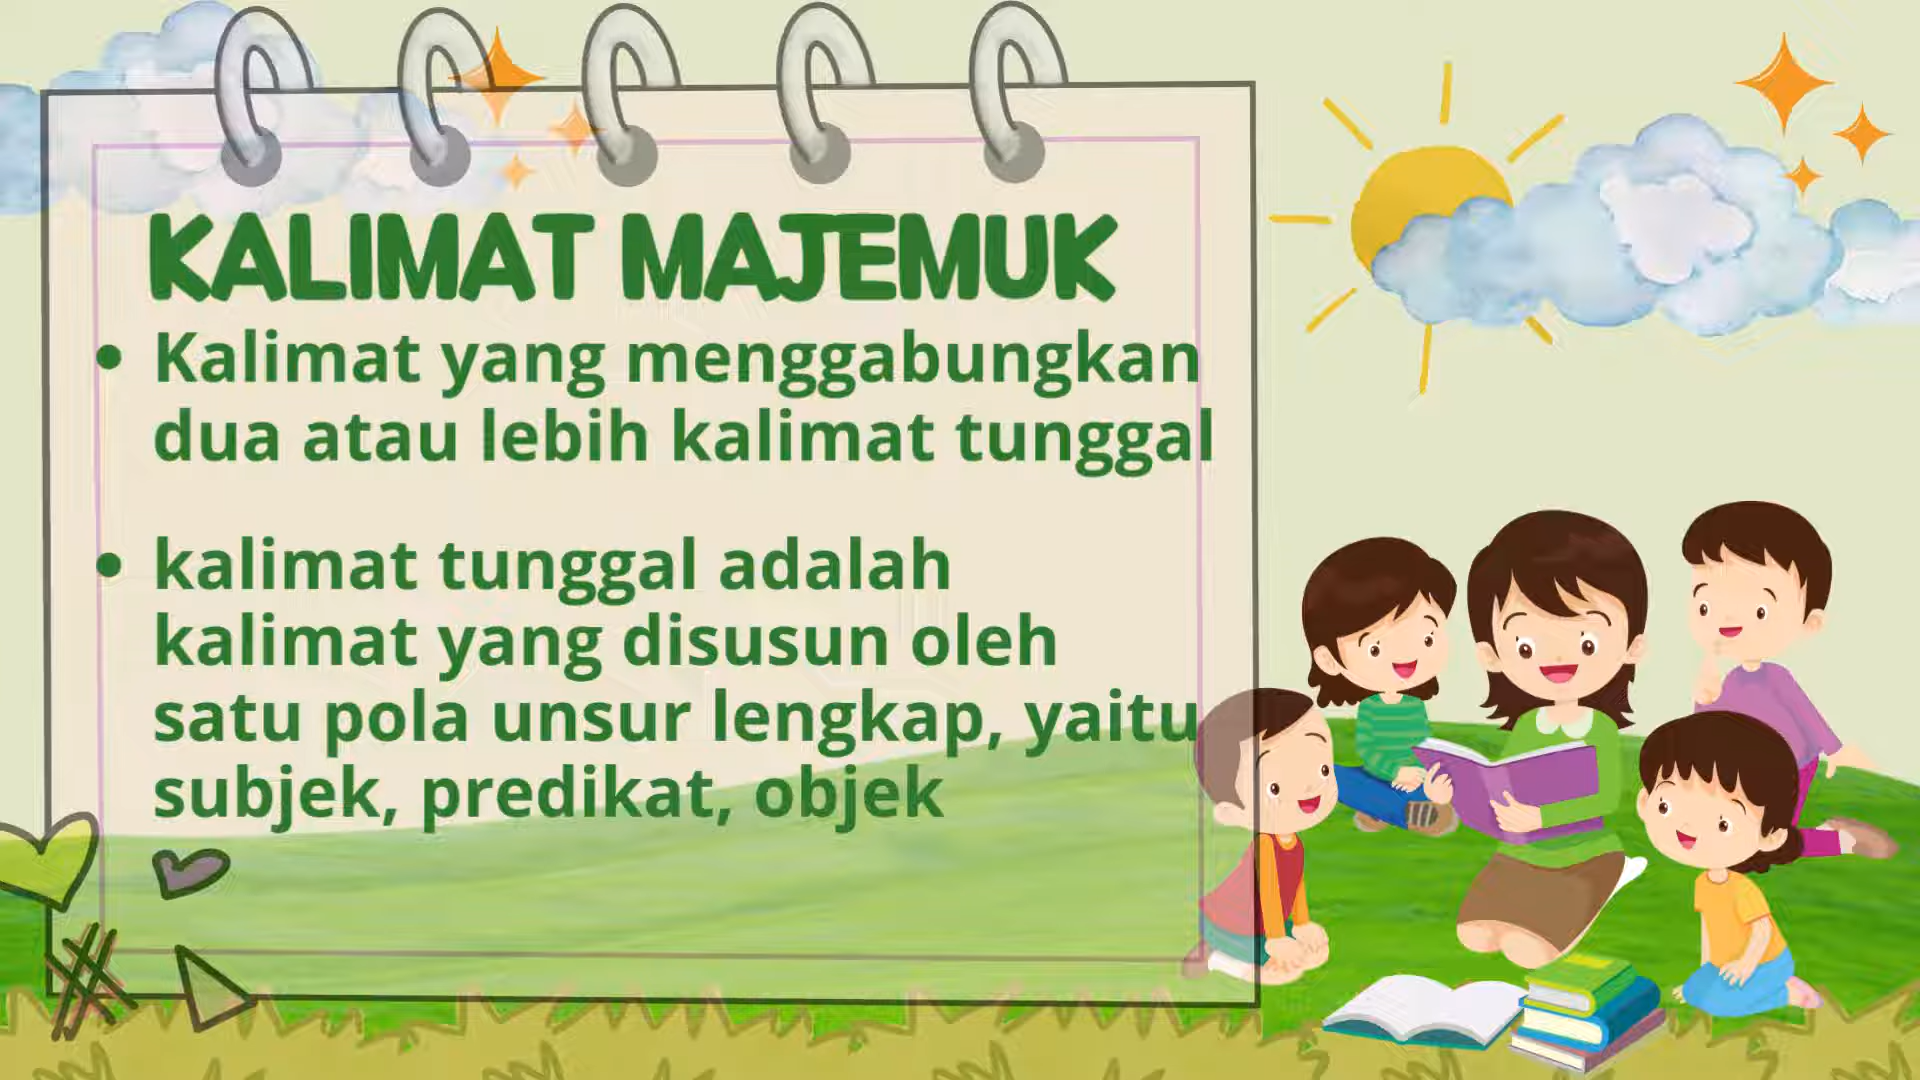 KALIMAT MAJEMUK
• Kalimat yang menggabungkan
dua atau lebih kalimat tunggal
• kalimat tunggal adalah
kalimat yang disusun oleh
satu pola unsur lengkap, yaitu
subjek, predikat, objek